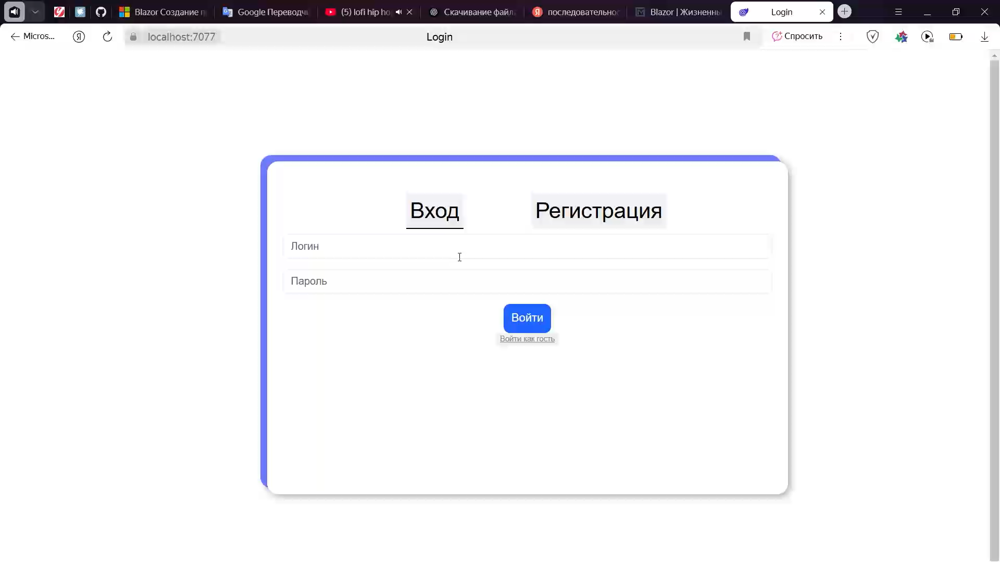 Blazor Создание п
Google Переводч
(5) lofi hip ho
Скачивание файл
последовательнос
Blazor | Жизненны
Login
Micros...
localhost:7077
Login
Спросить
Вход
Регистрация
Логин
Пароль
Войти
Войти как гость